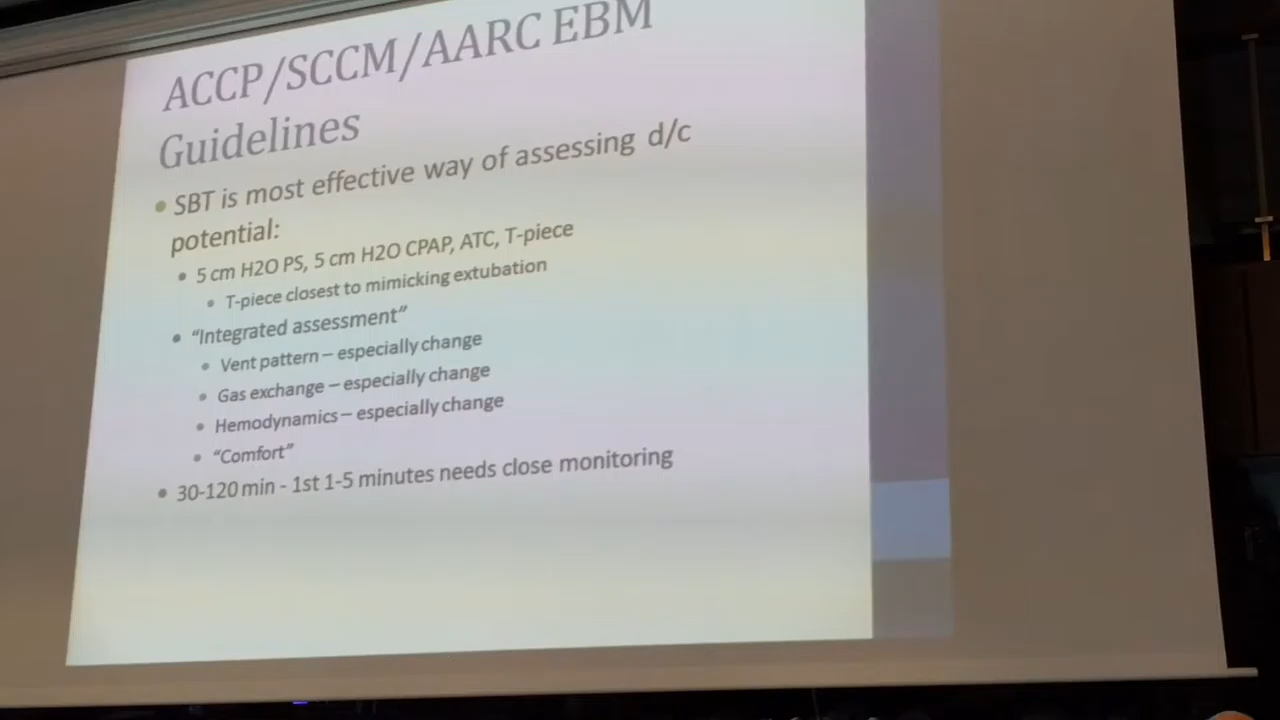 ACCP/SCCM/AARC EBM
Guidelines
• SBT is most effective way of assessing d/c
potential:
• 5 cm H2O PS, 5 cm H2O CPAP, ATC, T-piece
• T-piece closest to mimicking extubation
• “Integrated assessment”
• Vent pattern – especially change
• Gas exchange – especially change
• Hemodynamics – especially change
• “Comfort”
• 30-120 min - 1st 1-5 minutes needs close monitoring